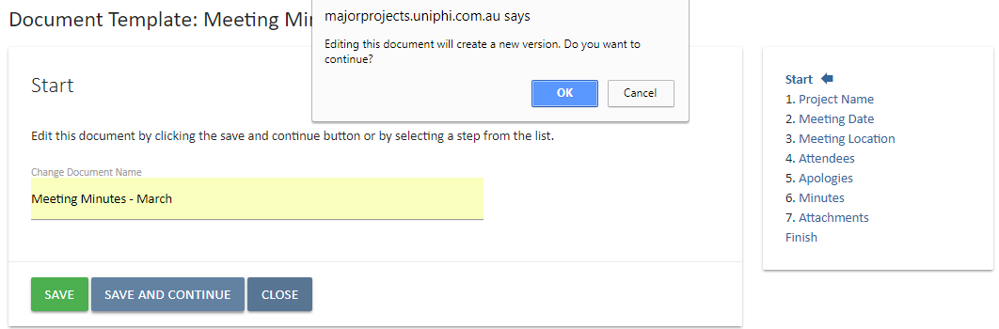 Document Template: Meeting Mi
majorprojects.uniphi.com.au says
Editing this document will create a new version. Do you want to
continue?
OK
Cancel
Start
Edit this document by clicking the save and continue button or by selecting a step from the list.
Change Document Name
Meeting Minutes - March
SAVE
SAVE AND CONTINUE
CLOSE
Start
1. Project Name
2. Meeting Date
3. Meeting Location
4. Attendees
5. Apologies
6. Minutes
7. Attachments
Finish